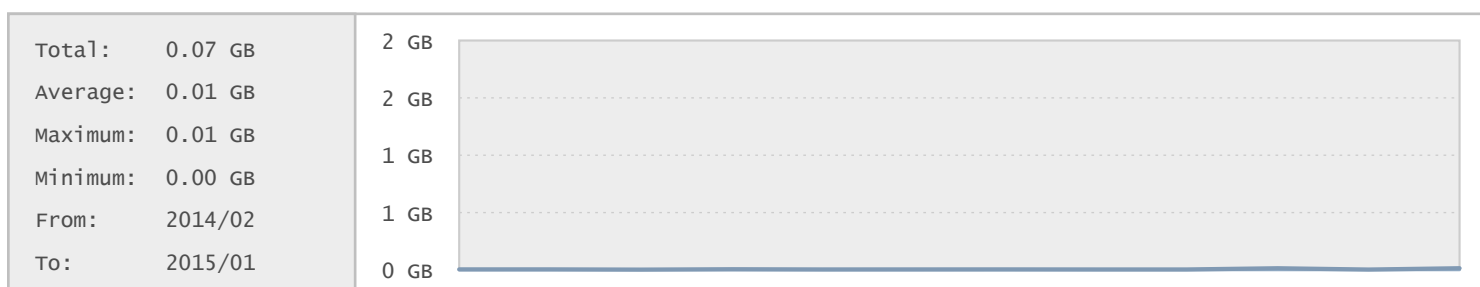 Total: 0.07 GB
Average: 0.01 GB
Maximum: 0.01 GB
Minimum: 0.00 GB
From: 2014/02
To: 2015/01
2 GB
2 GB
1 GB
1 GB
0 GB